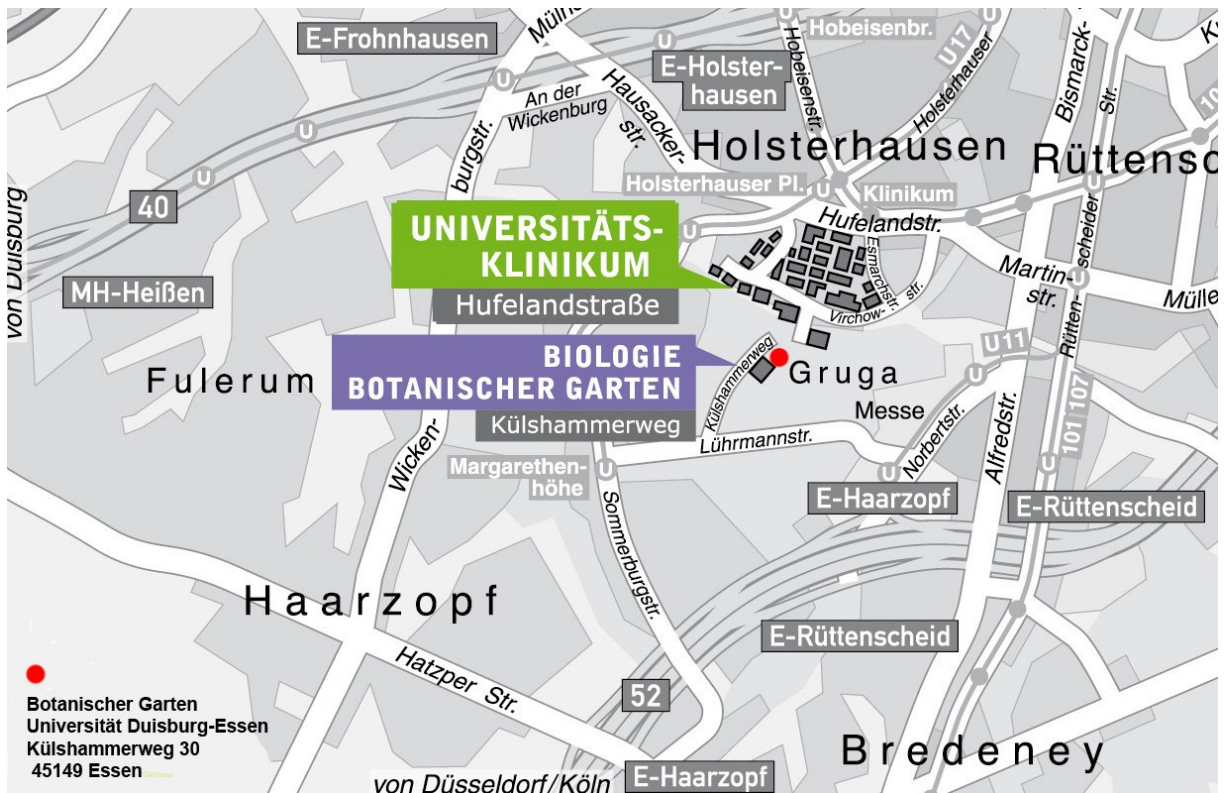 E-Frohnhausen
Mülh
Hobeisenbr.
U17
E-Holster-
hausen
Hobeisenstr.
Holsterhauser
Bismarck-
Str.
An der
Wickenburg
Hausacker-
str.
burgstr.
Holsterhausen
Rüttensc
Holsterhauser Pl.
Klinikum
von Duisburg
40
UNIVERSITÄTS-
KLINIKUM
Hufelandstraße
Hufelandstr.
Esmarchstr.
Virchow-
str.
scheider
Martin-
str.
Mülle
MH-Heißen
Rütten-
U11
BIOLOGIE
BOTANISCHER GARTEN
Külshammerweg
Külshammerweg
Gruga
Messe
Fulerum
Wicken-
Lührmannstr.
Norbertstr.
Alfredstr.
101 107
Margarethen-
höhe
E-Haarzopf
E-Rüttenscheid
Sommerburgstr.
Haarzopf
E-Rüttenscheid
Hatzper Str.
52
Botanischer Garten
Universität Duisburg-Essen
Külshammerweg 30
45149 Essen
Bredeney
von Düsseldorf/Köln
E-Haarzopf